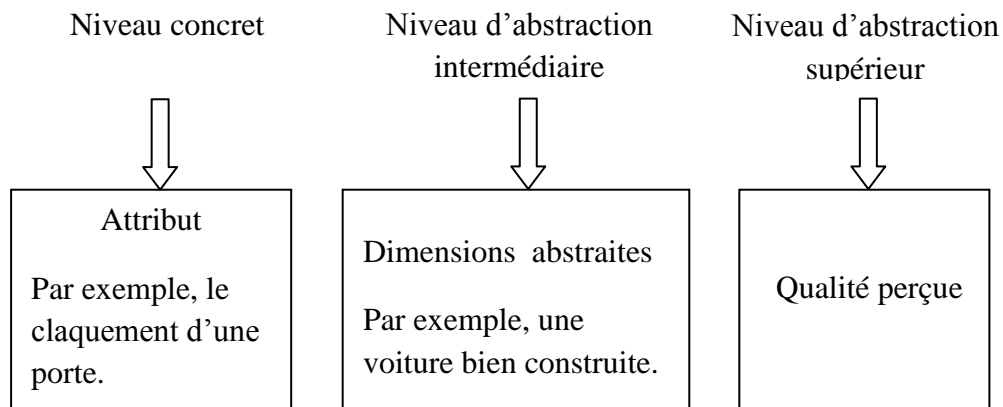 Niveau concret
Niveau d’abstraction
intermédiaire
Niveau d’abstraction
supérieur
Attribut
Par exemple, le
claquement d’une
porte.
Dimensions abstraites
Par exemple, une
voiture bien construite.
Qualité perçue